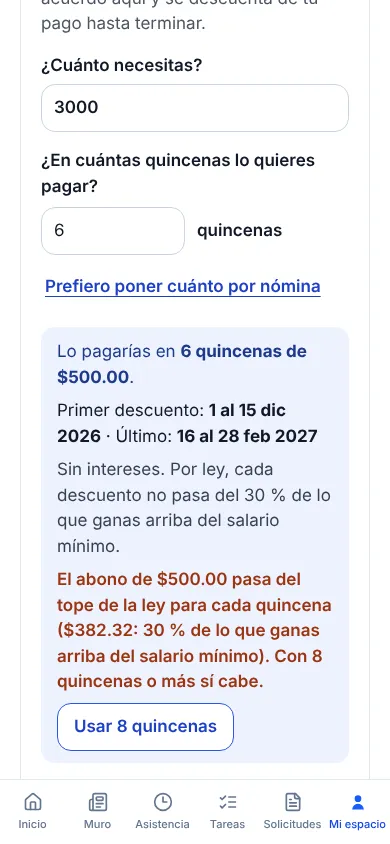 acuerdo aquí y se descuenta de tu
pago hasta terminar.
¿Cuánto necesitas?
3000
¿En cuántas quincenas lo quieres
pagar?
6
quincenas
Prefiero poner cuánto por nómina
Lo pagarías en 6 quincenas de
$500.00.
Primer descuento: 1 al 15 dic
2026 · Último: 16 al 28 feb 2027
Sin intereses. Por ley, cada
descuento no pasa del 30 % de lo
que ganas arriba del salario
mínimo.
El abono de $500.00 pasa del
tope de la ley para cada quincena
($382.32: 30 % de lo que ganas
arriba del salario mínimo). Con 8
quincenas o más sí cabe.
Usar 8 quincenas
Inicio
Muro
Asistencia
Tareas
Solicitudes
Mi espacio